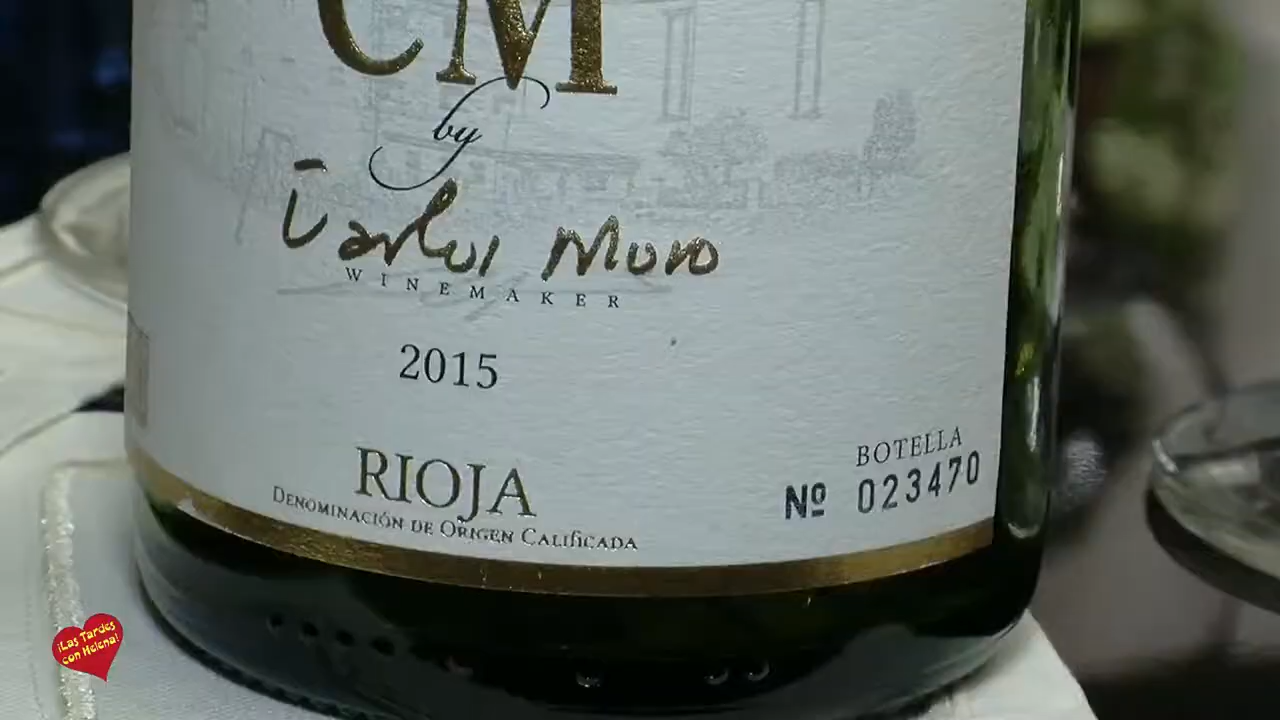 CM
by
Carlos Moro
WINEMAKER
2015
RIOJA
DENOMINACIÓN DE ORIGEN CALIFICADA
BOTELLA
Nº 023470
¡Las Tardes
con Helena!